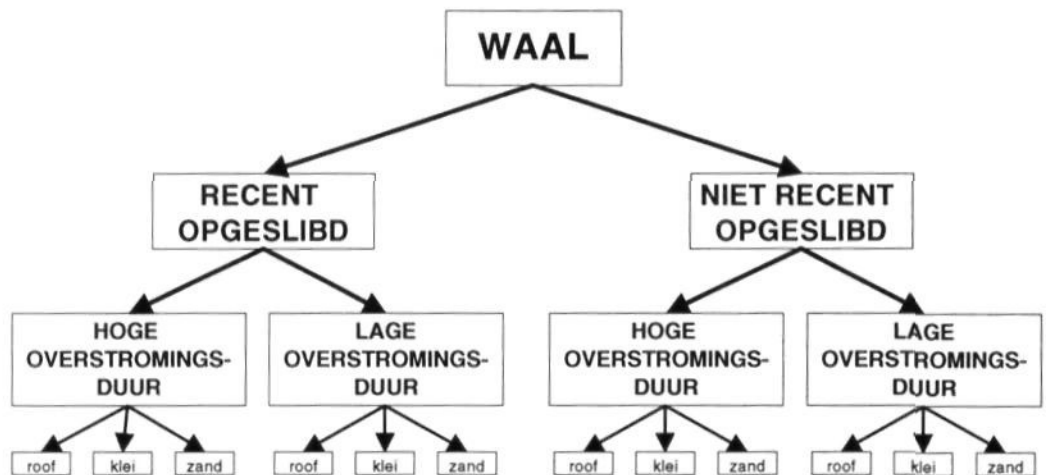 WAAL
RECENT
OPGESLIBD
NIET RECENT
OPGESLIBD
HOGE
OVERSTROMINGS-
DUUR
LAGE
OVERSTROMINGS-
DUUR
HOGE
OVERSTROMINGS-
DUUR
LAGE
OVERSTROMINGS-
DUUR
roof klei zand roof klei zand roof klei zand roof klei zand